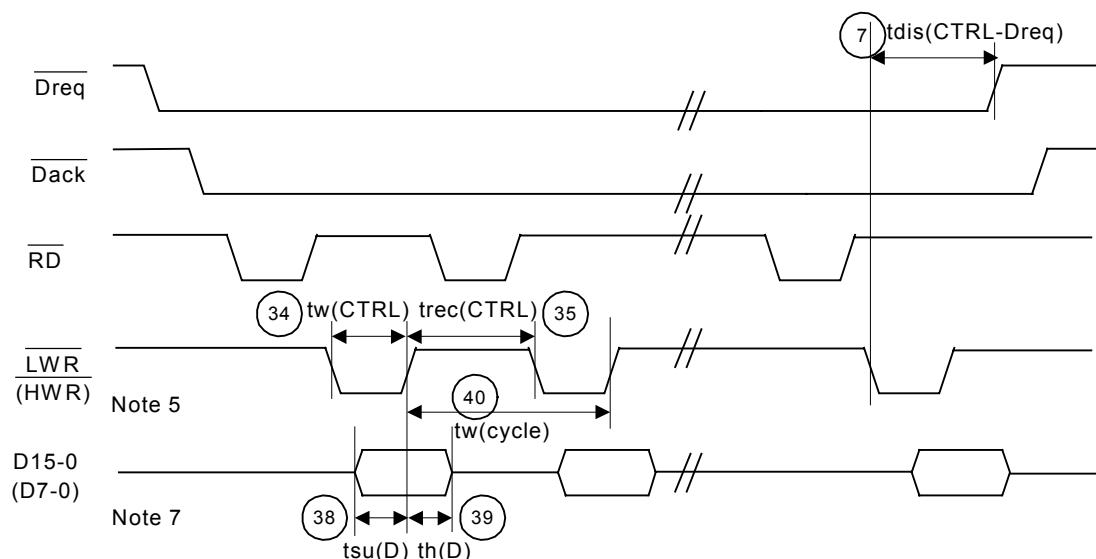 7 tdis(CTRL-Dreq)
Dreq
Dack
RD
34 tw(CTRL) trec(CTRL) 35
LWR
(HWR)
Note 5
40
tw(cycle)
D15-0
(D7-0)
Note 7
38 39
tsu(D) th(D)